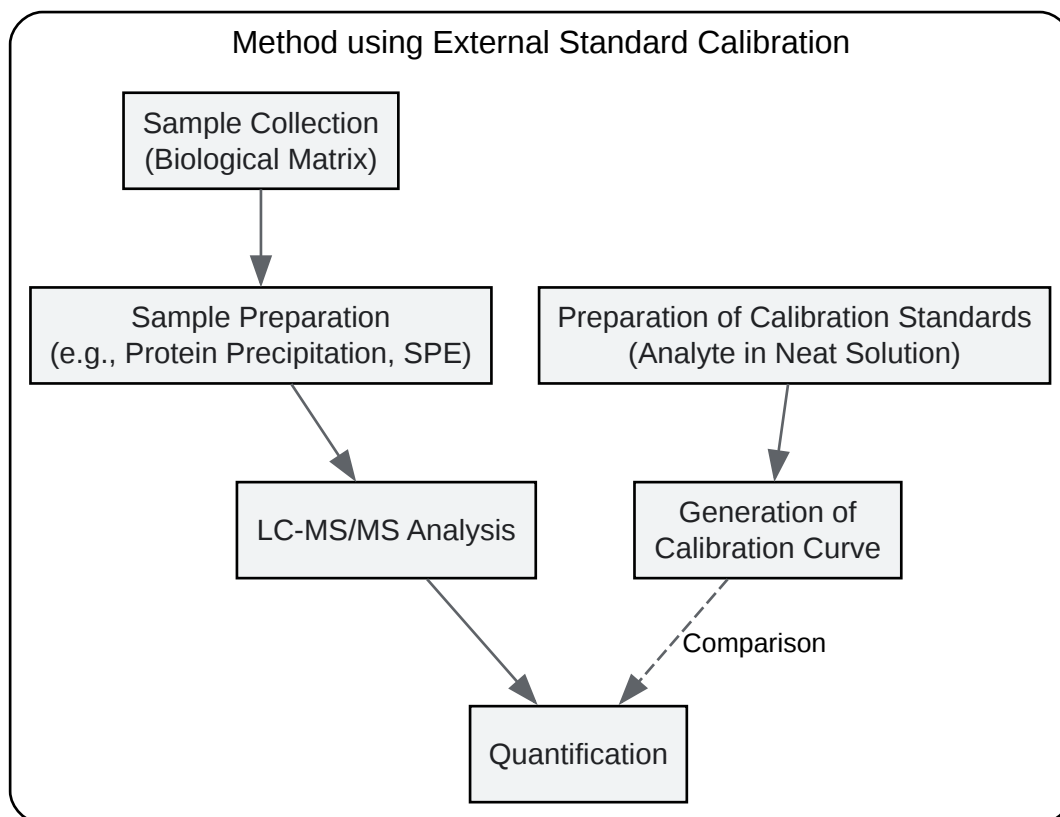 Method using External Standard Calibration
Sample Collection
(Biological Matrix)
Sample Preparation
(e.g., Protein Precipitation, SPE)
Preparation of Calibration Standards
(Analyte in Neat Solution)
LC-MS/MS Analysis
Generation of
Calibration Curve
Comparison
Quantification